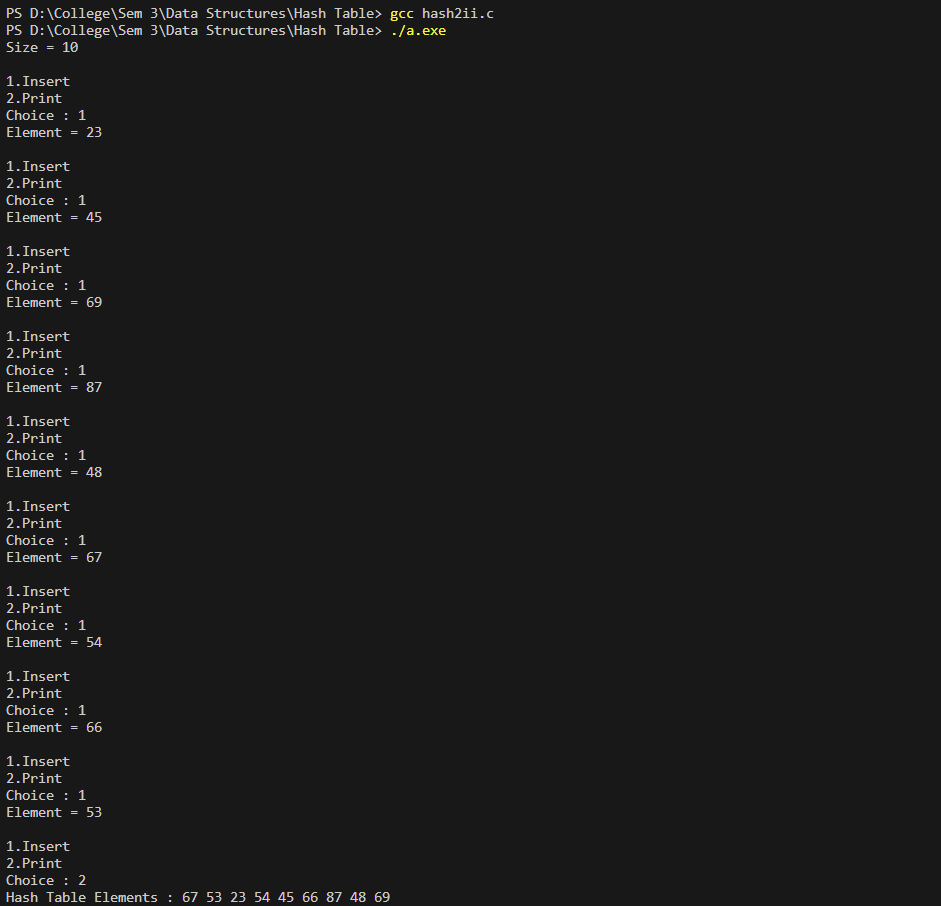 PS D:\College\Sem 3\Data Structures\Hash Table> gcc hash2ii.c
PS D:\College\Sem 3\Data Structures\Hash Table> ./a.exe
Size = 10
1.Insert
2.Print
Choice : 1
Element = 23
1.Insert
2.Print
Choice : 1
Element = 45
1.Insert
2.Print
Choice : 1
Element = 69
1.Insert
2.Print
Choice : 1
Element = 87
1.Insert
2.Print
Choice : 1
Element = 48
1.Insert
2.Print
Choice : 1
Element = 67
1.Insert
2.Print
Choice : 1
Element = 54
1.Insert
2.Print
Choice : 1
Element = 66
1.Insert
2.Print
Choice : 1
Element = 53
1.Insert
2.Print
Choice : 2
Hash Table Elements : 67 53 23 54 45 66 87 48 69